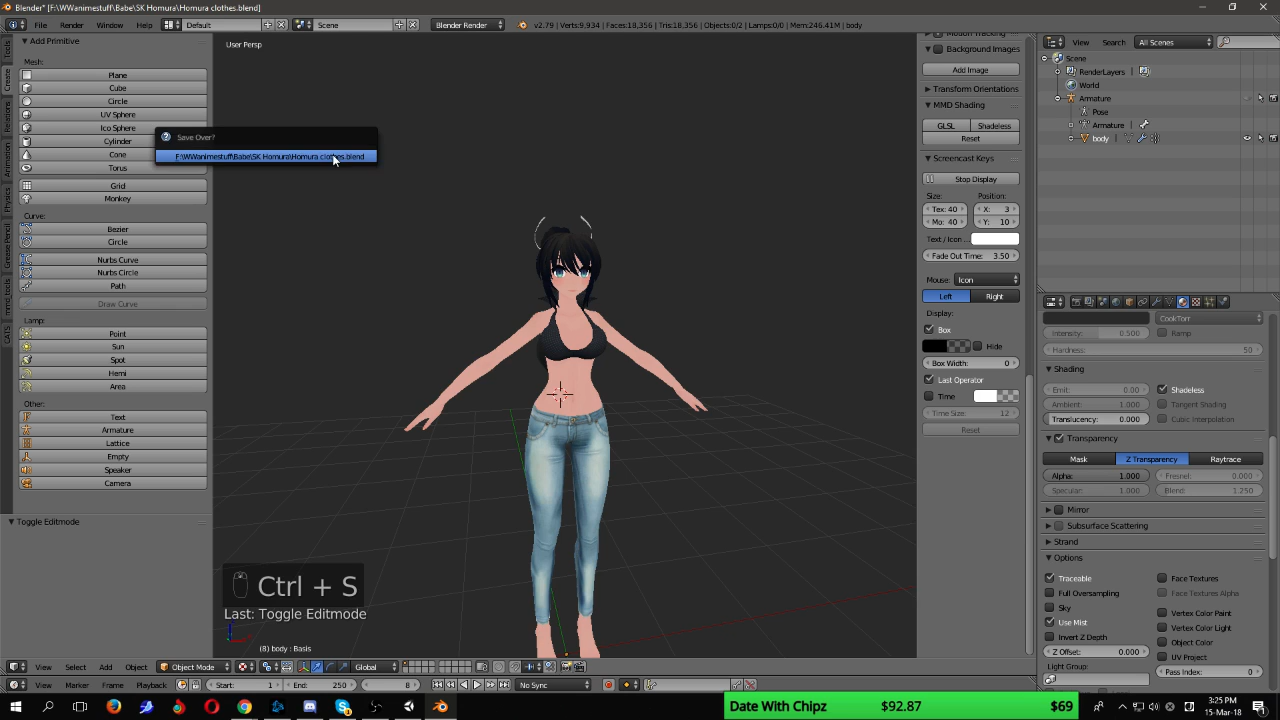 Blender* [F:\WWanimestuff\Babe\SK Homura\Homura clothes.blend]
File Render Window Help Default Scene Blender Render v2.79 | Verts:9,934 | Faces:18,356 | Tris:18,356 | Objects:0/2 | Lamps:0/0 | Mem:246.41M | body
Tools
Create
Relations
Animation
Physics
Grease Pencil
mmd_tools
CATS
Add Primitive
Mesh:
Plane
Cube
Circle
UV Sphere
Ico Sphere
Cylinder
Cone
Torus
Grid
Monkey
Curve:
Bezier
Circle
Nurbs Curve
Nurbs Circle
Path
Draw Curve
Lamp:
Point
Sun
Spot
Hemi
Area
Other:
Text
Armature
Lattice
Empty
Speaker
Camera
Toggle Editmode
User Persp
Save Over?
F:\WWanimestuff\Babe\SK Homura\Homura clothes.blend
Ctrl + S
Last: Toggle Editmode
(8) body : Basis
Background Images
Add Image
Transform Orientations
MMD Shading
GLSL Shadeless
Reset
Screencast Keys
Stop Display
Size: Position:
Tex: 40 X: 3
Mo: 40 Y: 10
Text / Icon ...
Fade Out Time: 3.50
Mouse: Icon
Left Right
Display:
Box
Hide
Box Width: 0
Last Operator
Time
Time Size: 12
Reset
View Search All Scenes
Scene
RenderLayers
World
Armature
Pose
Armature
body
CookTorr
Intensity: 0.500 Ramp
Hardness: 50
Shading
Emit: 0.00 Shadeless
Ambient: 1.000 Tangent Shading
Translucency: 0.000 Cubic Interpolation
Transparency
Mask Z Transparency Raytrace
Alpha: 1.000 Fresnel: 0.000
Specular: 1.000 Blend: 1.250
Mirror
Subsurface Scattering
Strand
Options
Traceable Face Textures
Full Oversampling Face Textures Alpha
Sky Vertex Color Paint
Use Mist Vertex Color Light
Invert Z Depth Object Color
Z Offset: 0.000 UV Project
Light Group: Pass Index: 0
View Select Add Object Object Mode Global
View Marker Frame Playback Start: 1 End: 250 8 No Sync
Date With Chipz $92.87 $69
3:25 PM
15-Mar-18